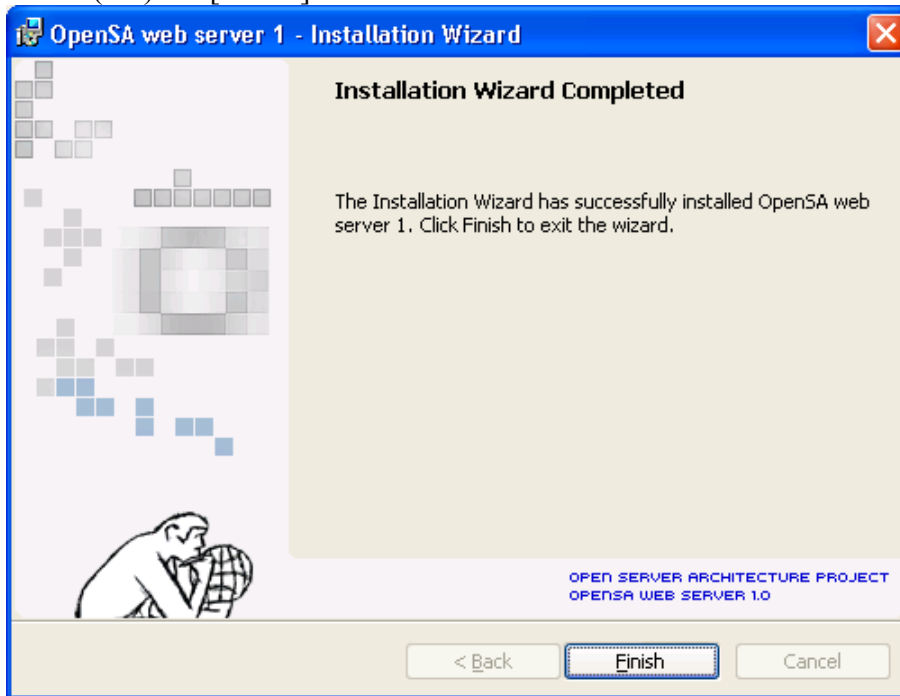 OpenSA web server 1 - Installation Wizard
Installation Wizard Completed
The Installation Wizard has successfully installed OpenSA web
server 1. Click Finish to exit the wizard.
OPEN SERVER ARCHITECTURE PROJECT
OPENSA WEB SERVER 1.0
< Back
Finish
Cancel